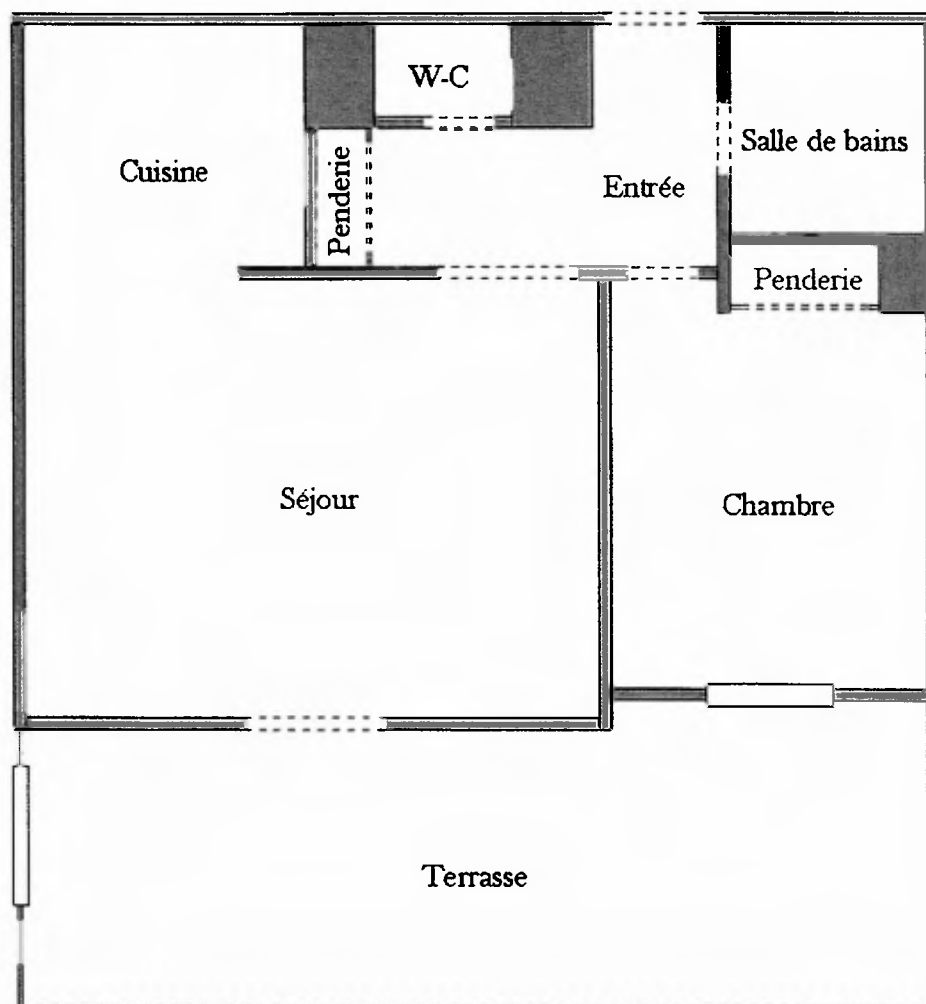 W-C
Salle de bains
Cuisine
Penderie
Entrée
Penderie
Séjour
Chambre
Terrasse